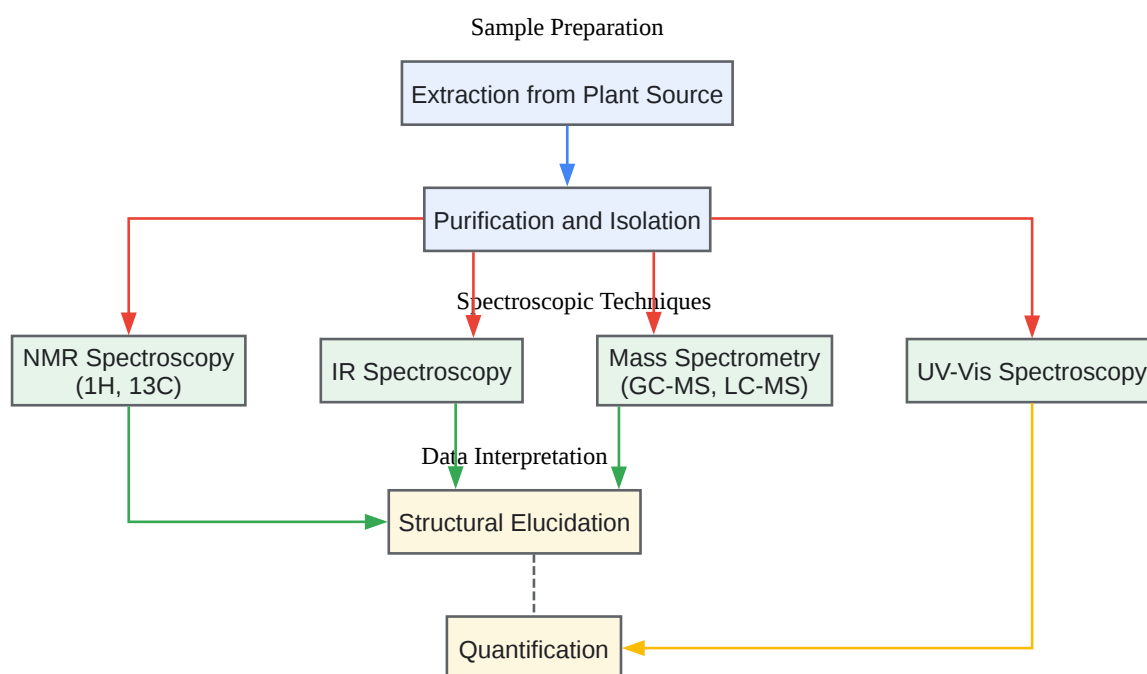 Sample Preparation
Extraction from Plant Source
Purification and Isolation
Spectroscopic Techniques
NMR Spectroscopy
(1H, 13C)
IR Spectroscopy
Mass Spectrometry
(GC-MS, LC-MS)
UV-Vis Spectroscopy
Data Interpretation
Structural Elucidation
Quantification